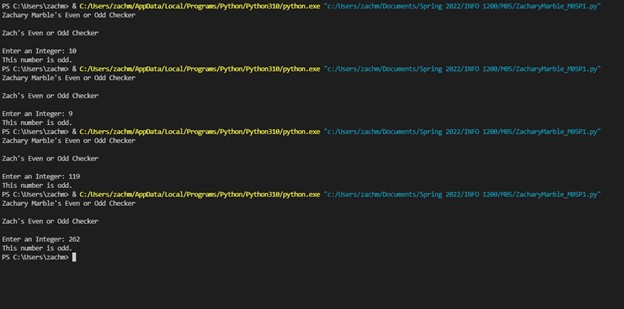 PS C:\Users\zachm> & C:/Users/zachm/AppData/Local/Programs/Python/Python310/python.exe "c:/Users/zachm/Documents/Spring 2022/INFO 1200/M05/ZacharyMarble_M05P1.py"
Zachary Marble's Even or Odd Checker
Zach's Even or Odd Checker
Enter an Integer: 10
This number is odd.
PS C:\Users\zachm> & C:/Users/zachm/AppData/Local/Programs/Python/Python310/python.exe "c:/Users/zachm/Documents/Spring 2022/INFO 1200/M05/ZacharyMarble_M05P1.py"
Zachary Marble's Even or Odd Checker
Zach's Even or Odd Checker
Enter an Integer: 9
This number is odd.
PS C:\Users\zachm> & C:/Users/zachm/AppData/Local/Programs/Python/Python310/python.exe "c:/Users/zachm/Documents/Spring 2022/INFO 1200/M05/ZacharyMarble_M05P1.py"
Zachary Marble's Even or Odd Checker
Zach's Even or Odd Checker
Enter an Integer: 119
This number is odd.
PS C:\Users\zachm> & C:/Users/zachm/AppData/Local/Programs/Python/Python310/python.exe "c:/Users/zachm/Documents/Spring 2022/INFO 1200/M05/ZacharyMarble_M05P1.py"
Zachary Marble's Even or Odd Checker
Zach's Even or Odd Checker
Enter an Integer: 262
This number is odd.
PS C:\Users\zachm>